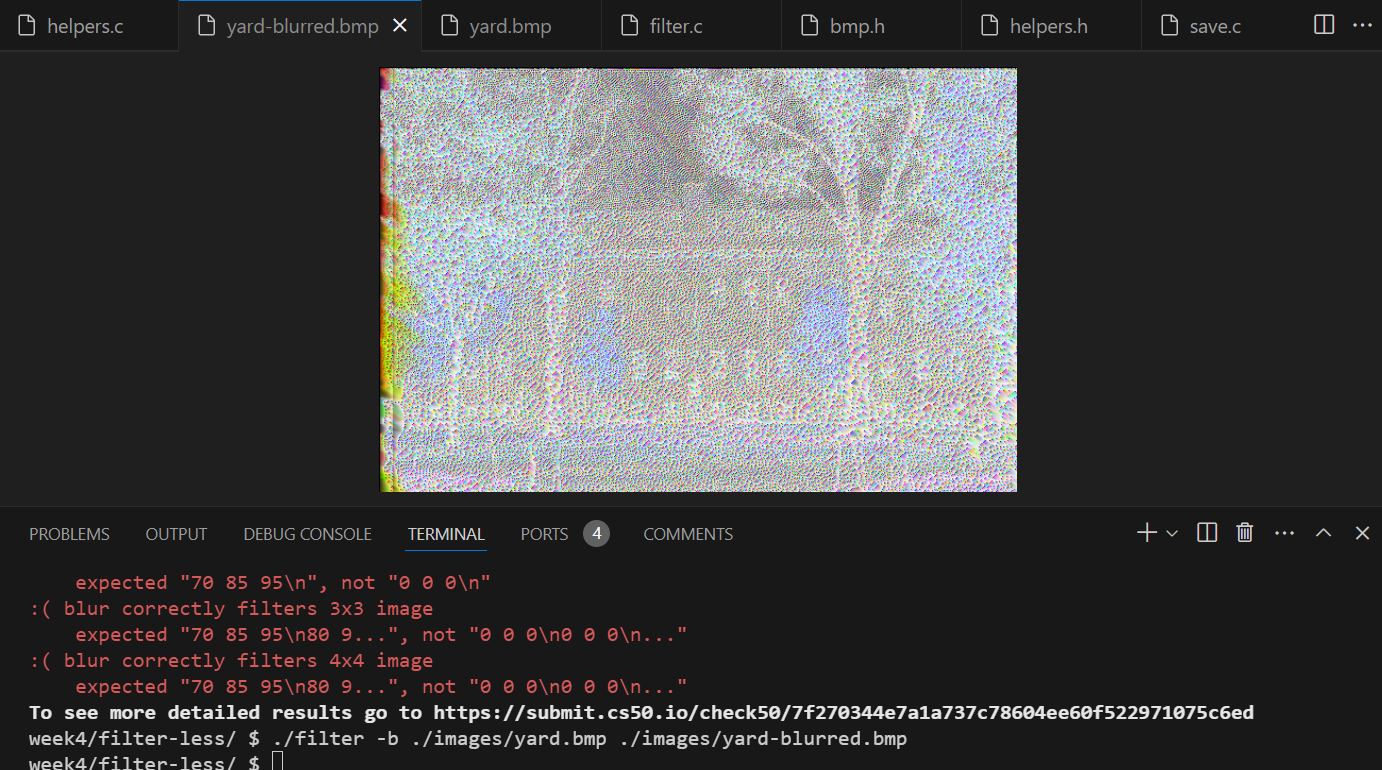 helpers.c yard-blurred.bmp yard.bmp filter.c bmp.h helpers.h save.c
PROBLEMS OUTPUT DEBUG CONSOLE TERMINAL PORTS 4 COMMENTS
expected "70 85 95\n", not "0 0 0\n"
:( blur correctly filters 3x3 image
expected "70 85 95\n80 9...", not "0 0 0\n0 0 0\n..."
:( blur correctly filters 4x4 image
expected "70 85 95\n80 9...", not "0 0 0\n0 0 0\n..."
To see more detailed results go to https://submit.cs50.io/check50/7f270344e7a1a737c78604ee60f522971075c6ed
week4/filter-less/ $ ./filter -b ./images/yard.bmp ./images/yard-blurred.bmp
week4/filter-less/ $